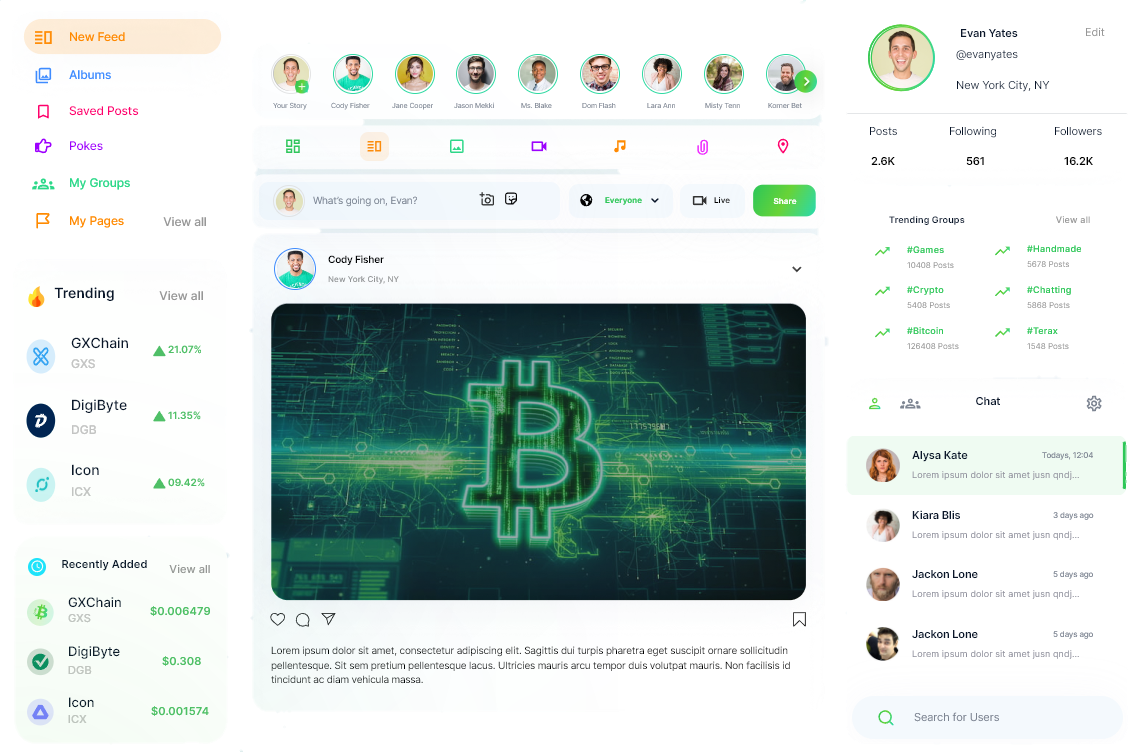 New Feed
Albums
Saved Posts
Pokes
My Groups
My Pages
View all
Trending
View all
GXChain
GXS
21.07%
DigiByte
DGB
11.35%
Icon
ICX
09.42%
Recently Added
View all
GXChain
GXS
$0.006479
DigiByte
DGB
$0.308
Icon
ICX
$0.001574
Your Story
Cody Fisher
Jane Cooper
Jason Mekki
Ms. Blake
Dom Flash
Lara Ann
Misty Tenn
Komer Bet
What's going on, Evan?
Everyone
Live
Share
Cody Fisher
New York City, NY
Lorem ipsum dolor sit amet, consectetur adipiscing elit. Sagittis dui turpis pharetra eget suscipit ornare sollicitudin
pellentesque. Sit sem pretium pellentesque lacus. Ultricies mauris arcu tempor duis volutpat mauris. Non facilisis id
tincidunt ac diam vehicula massa.
Evan Yates
Edit
@evanyates
New York City, NY
Posts
Following
Followers
2.6K
561
16.2K
Trending Groups
View all
#Games
10408 Posts
#Handmade
5678 Posts
#Crypto
5408 Posts
#Chatting
5868 Posts
#Bitcoin
126408 Posts
#Terax
1548 Posts
Chat
Alysa Kate
Todays, 12:04
Lorem ipsum dolor sit amet jusn qndj...
Kiara Blis
3 days ago
Lorem ipsum dolor sit amet jusn qndj...
Jackon Lone
5 days ago
Lorem ipsum dolor sit amet jusn qndj...
Jackon Lone
5 days ago
Lorem ipsum dolor sit amet jusn qndj...
Search for Users